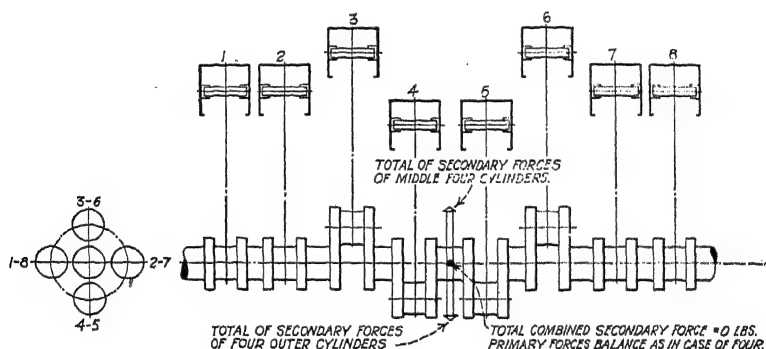 1
2
3
4
5
6
7
8
TOTAL OF SECONDARY FORCES
OF MIDDLE FOUR CYLINDERS.
3-6
1-8
2-7
4-5
TOTAL OF SECONDARY FORCES
OF FOUR OUTER CYLINDERS
TOTAL COMBINED SECONDARY FORCE = 0 LBS.
PRIMARY FORCES BALANCE AS IN CASE OF FOUR.